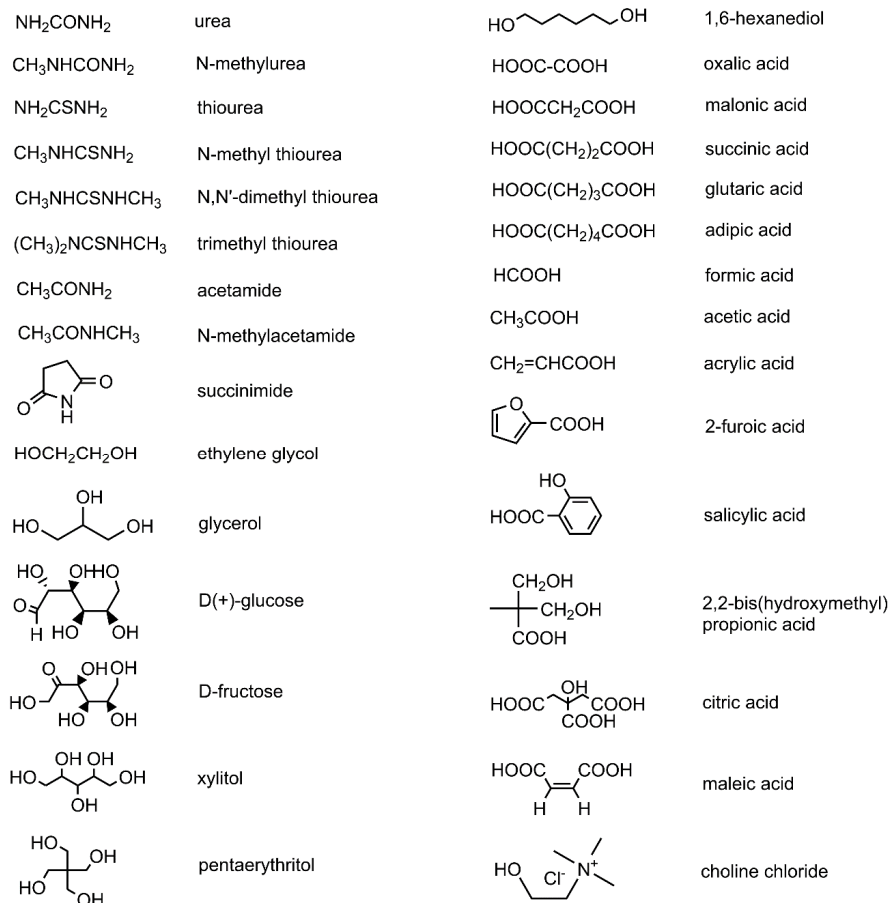 NH₂CONH₂ urea
CH₃NHCONH₂ N-methylurea
NH₂CSNH₂ thiourea
CH₃NHCSNH₂ N-methyl thiourea
CH₃NHCSNHCH₃ N,N'-dimethyl thiourea
(CH₃)₂NCSNHCH₃ trimethyl thiourea
CH₃CONH₂ acetamide
CH₃CONHCH₃ N-methylacetamide
O
O
N
H
succinimide
HOCH₂CH₂OH ethylene glycol
OH
HO OH
glycerol
HO OHHO
O
H HO OH
D(+)-glucose
O OH OH
HO
HO OH
D-fructose
OH OH
HO OH
OH
xylitol
HO
OH
HO
OH
pentaerythritol
HO OH 1,6-hexanediol
HOOC-COOH oxalic acid
HOOCCH₂COOH malonic acid
HOOC(CH₂)₂COOH succinic acid
HOOC(CH₂)₃COOH glutaric acid
HOOC(CH₂)₄COOH adipic acid
HCOOH formic acid
CH₃COOH acetic acid
CH₂=CHCOOH acrylic acid
O
COOH
2-furoic acid
HO
HOOC
salicylic acid
CH₂OH
CH₂OH
COOH
2,2-bis(hydroxymethyl)
propionic acid
OH
HOOC COOH
COOH
citric acid
HOOC COOH
H H
maleic acid
HO
Cl⁻ N⁺
choline chloride